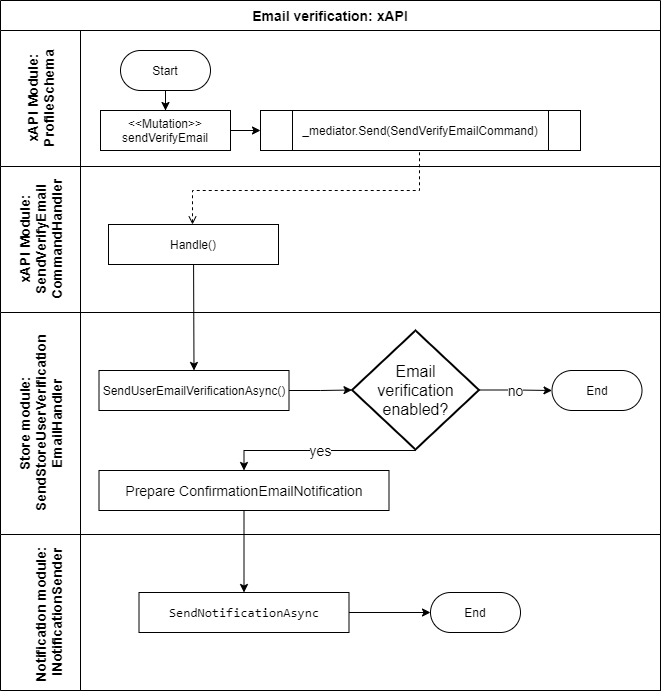 Email verification: xAPI
xAPI Module:
ProfileSchema
Start
<<Mutation>>
sendVerifyEmail
_mediator.Send(SendVerifyEmailCommand)
xAPI Module:
SendVerifyEmail
CommandHandler
Handle()
Store module:
SendStoreUserVerification
EmailHandler
SendUserEmailVerificationAsync()
Email
verification
enabled?
no
End
yes
Prepare ConfirmationEmailNotification
Notification module:
INotificationSender
SendNotificationAsync
End